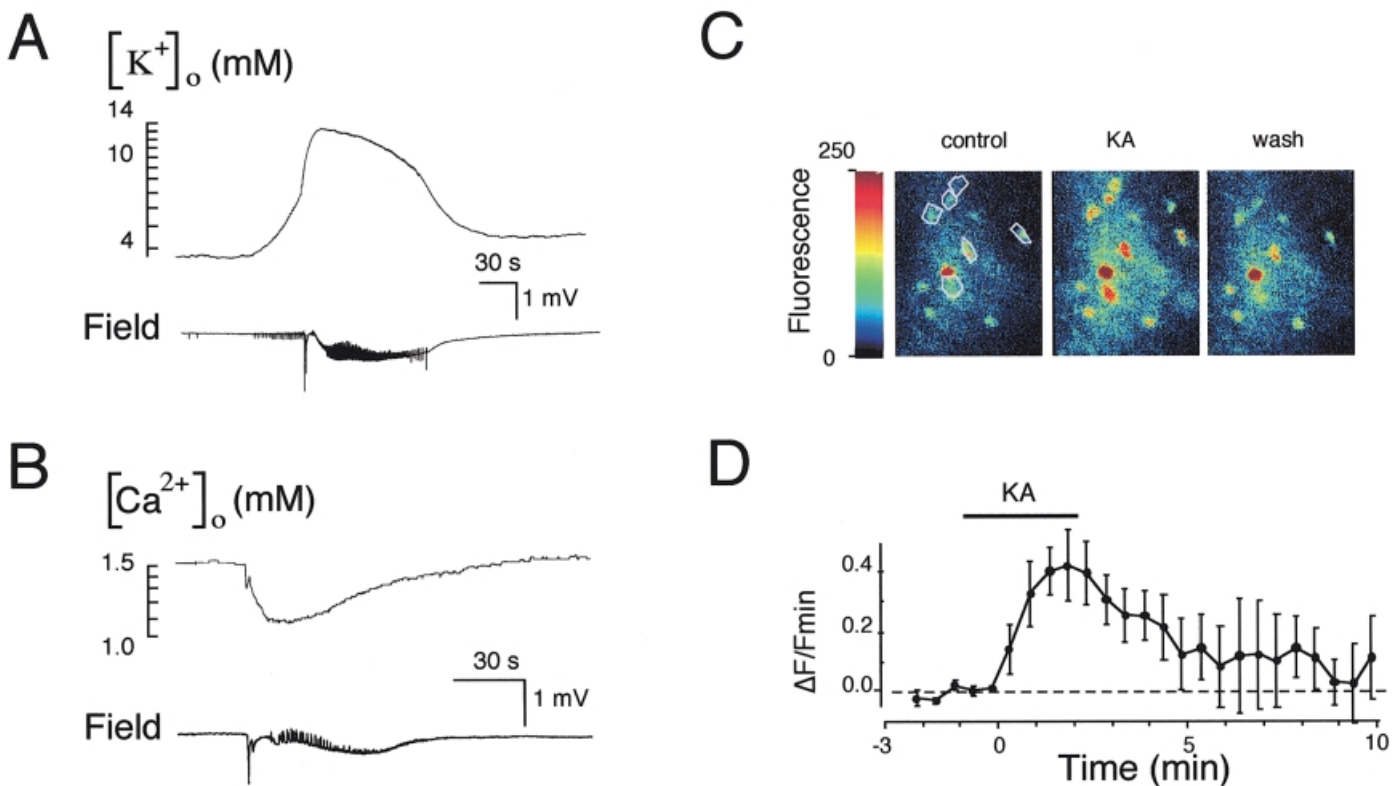 A
[K⁺]ₒ (mM)
14
10
4
30 s
1 mV
Field
B
[Ca²⁺]ₒ (mM)
1.5
1.0
30 s
1 mV
Field
C
control
KA
wash
250
Fluorescence
0
D
KA
0.4
0.2
0.0
ΔF/Fmin
-3
0
5
10
Time (min)